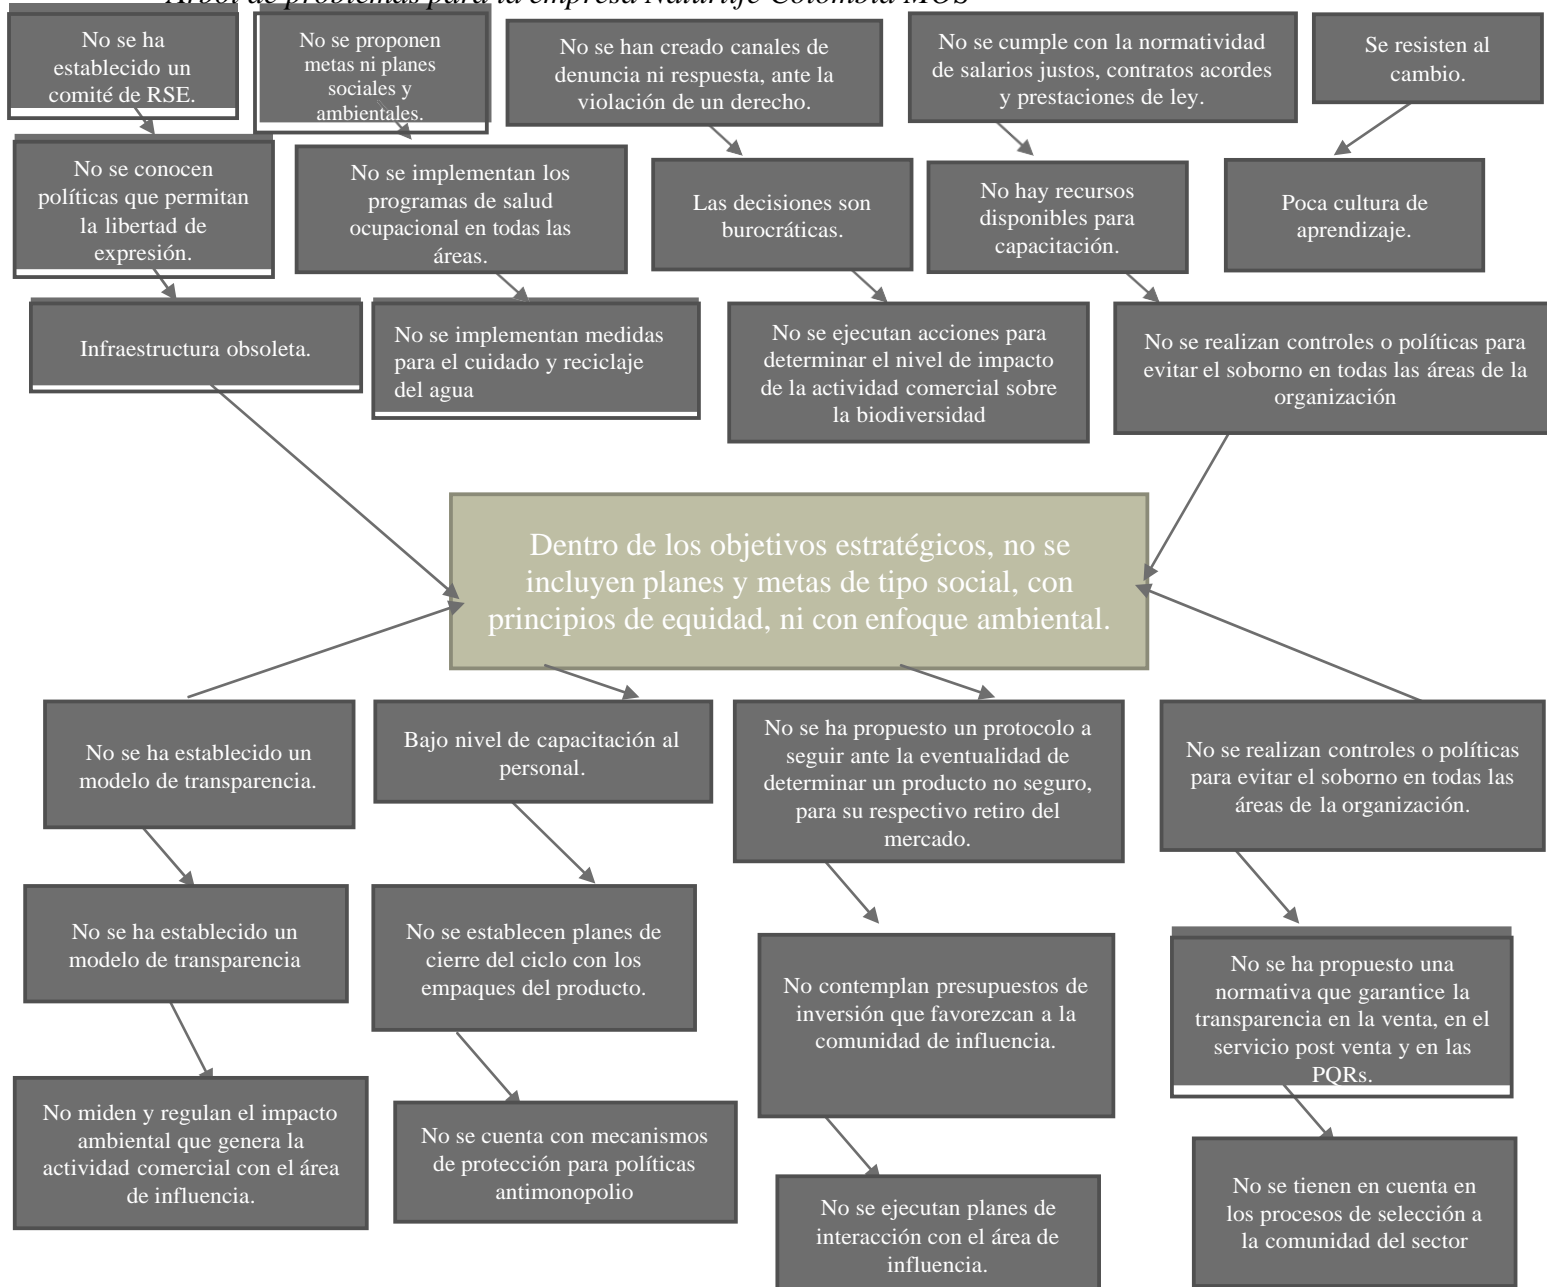 Árbol de problemas para la empresa Naturlife Colombia MOS
No se ha
establecido un
comité de RSE.
No se proponen
metas ni planes
sociales y
ambientales.
No se han creado canales de
denuncia ni respuesta, ante la
violación de un derecho.
No se cumple con la normatividad
de salarios justos, contratos acordes
y prestaciones de ley.
Se resisten al
cambio.
No se conocen
políticas que permitan
la libertad de
expresión.
No se implementan los
programas de salud
ocupacional en todas las
áreas.
Las decisiones son
burocráticas.
No hay recursos
disponibles para
capacitación.
Poca cultura de
aprendizaje.
Infraestructura obsoleta.
No se implementan medidas
para el cuidado y reciclaje
del agua
No se ejecutan acciones para
determinar el nivel de impacto
de la actividad comercial sobre
la biodiversidad
No se realizan controles o políticas para
evitar el soborno en todas las áreas de la
organización
Dentro de los objetivos estratégicos, no se
incluyen planes y metas de tipo social, con
principios de equidad, ni con enfoque ambiental.
No se ha establecido un
modelo de transparencia.
Bajo nivel de capacitación al
personal.
No se ha propuesto un protocolo a
seguir ante la eventualidad de
determinar un producto no seguro,
para su respectivo retiro del
mercado.
No se realizan controles o políticas
para evitar el soborno en todas las
áreas de la organización.
No se ha establecido un
modelo de transparencia
No se establecen planes de
cierre del ciclo con los
empaques del producto.
No contemplan presupuestos de
inversión que favorezcan a la
comunidad de influencia.
No se ha propuesto una
normativa que garantice la
transparencia en la venta, en el
servicio post venta y en las
PQRs.
No miden y regulan el impacto
ambiental que genera la
actividad comercial con el área
de influencia.
No se cuenta con mecanismos
de protección para políticas
antimonopolio
No se ejecutan planes de
interacción con el área de
influencia.
No se tienen en cuenta en
los procesos de selección a
la comunidad del sector